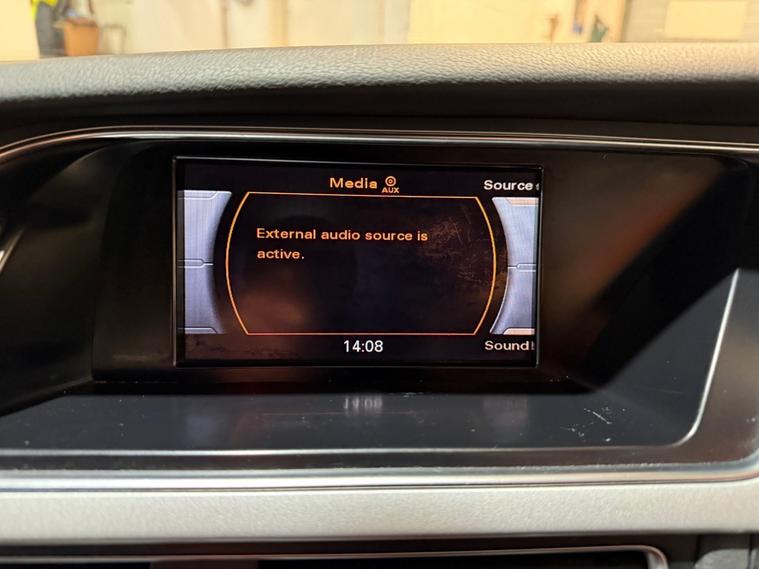 Media AUX
Source
External audio source is
active.
14:08
Sound